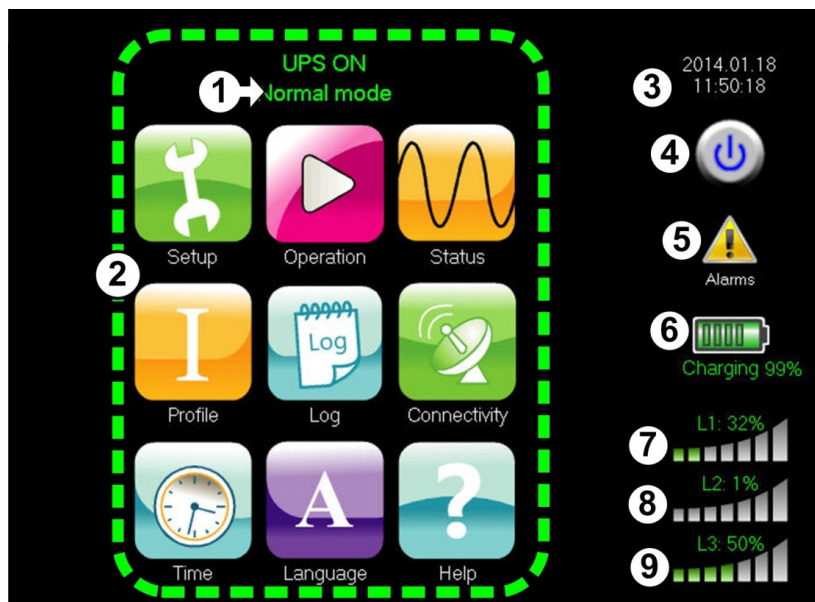 UPS ON
1 Normal mode
Setup Operation Status
2
I Log
Profile Log Connectivity
A ?
Time Language Help
3 2014.01.18
11:50:18
4
5
Alarms
6
Charging 99%
L1: 32%
7
L2: 1%
8
L3: 50%
9